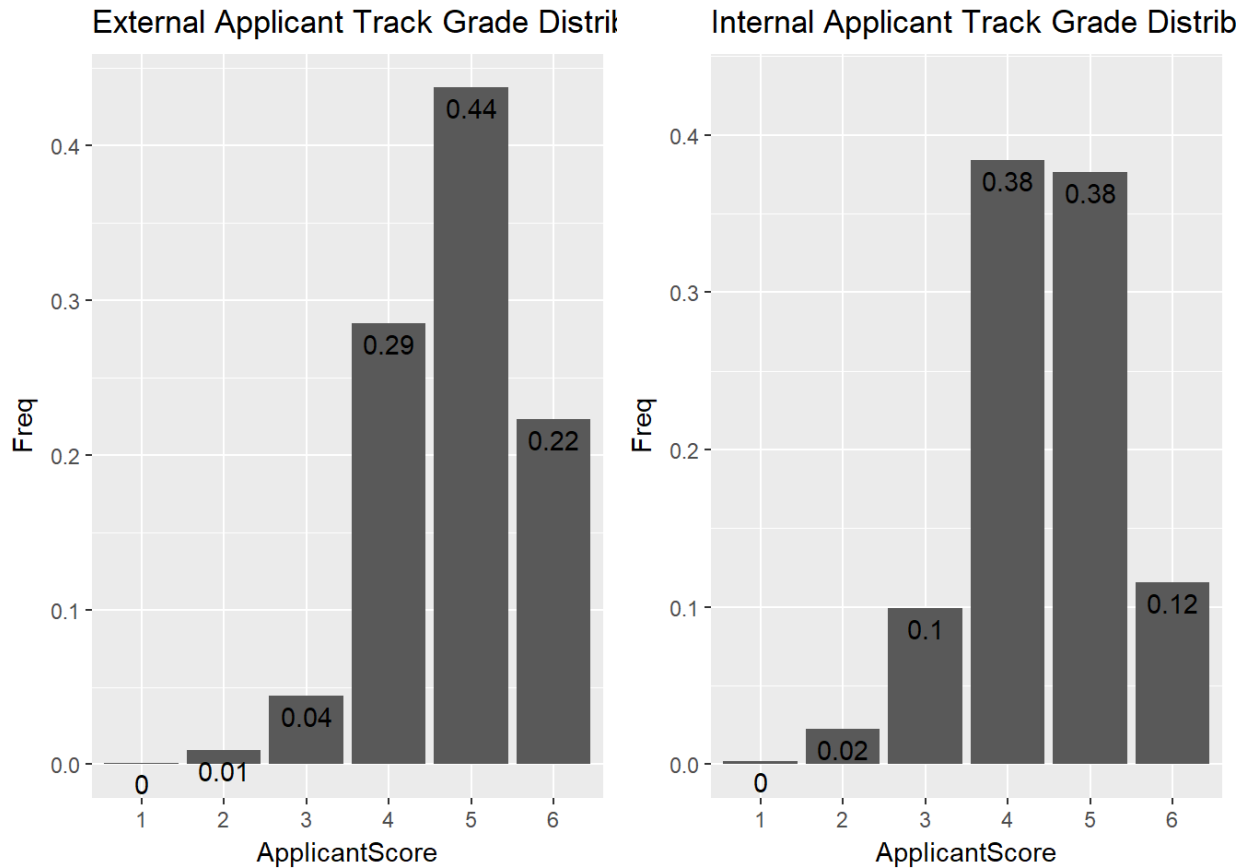 External Applicant Track Grade Distrib
0.4
0.3
0.2
0.1
0.0
Freq
0
0.01
0.04
0.29
0.44
0.22
1 2 3 4 5 6
ApplicantScore
Internal Applicant Track Grade Distrib
0.4
0.3
0.2
0.1
0.0
Freq
0
0.02
0.1
0.38
0.38
0.12
1 2 3 4 5 6
ApplicantScore